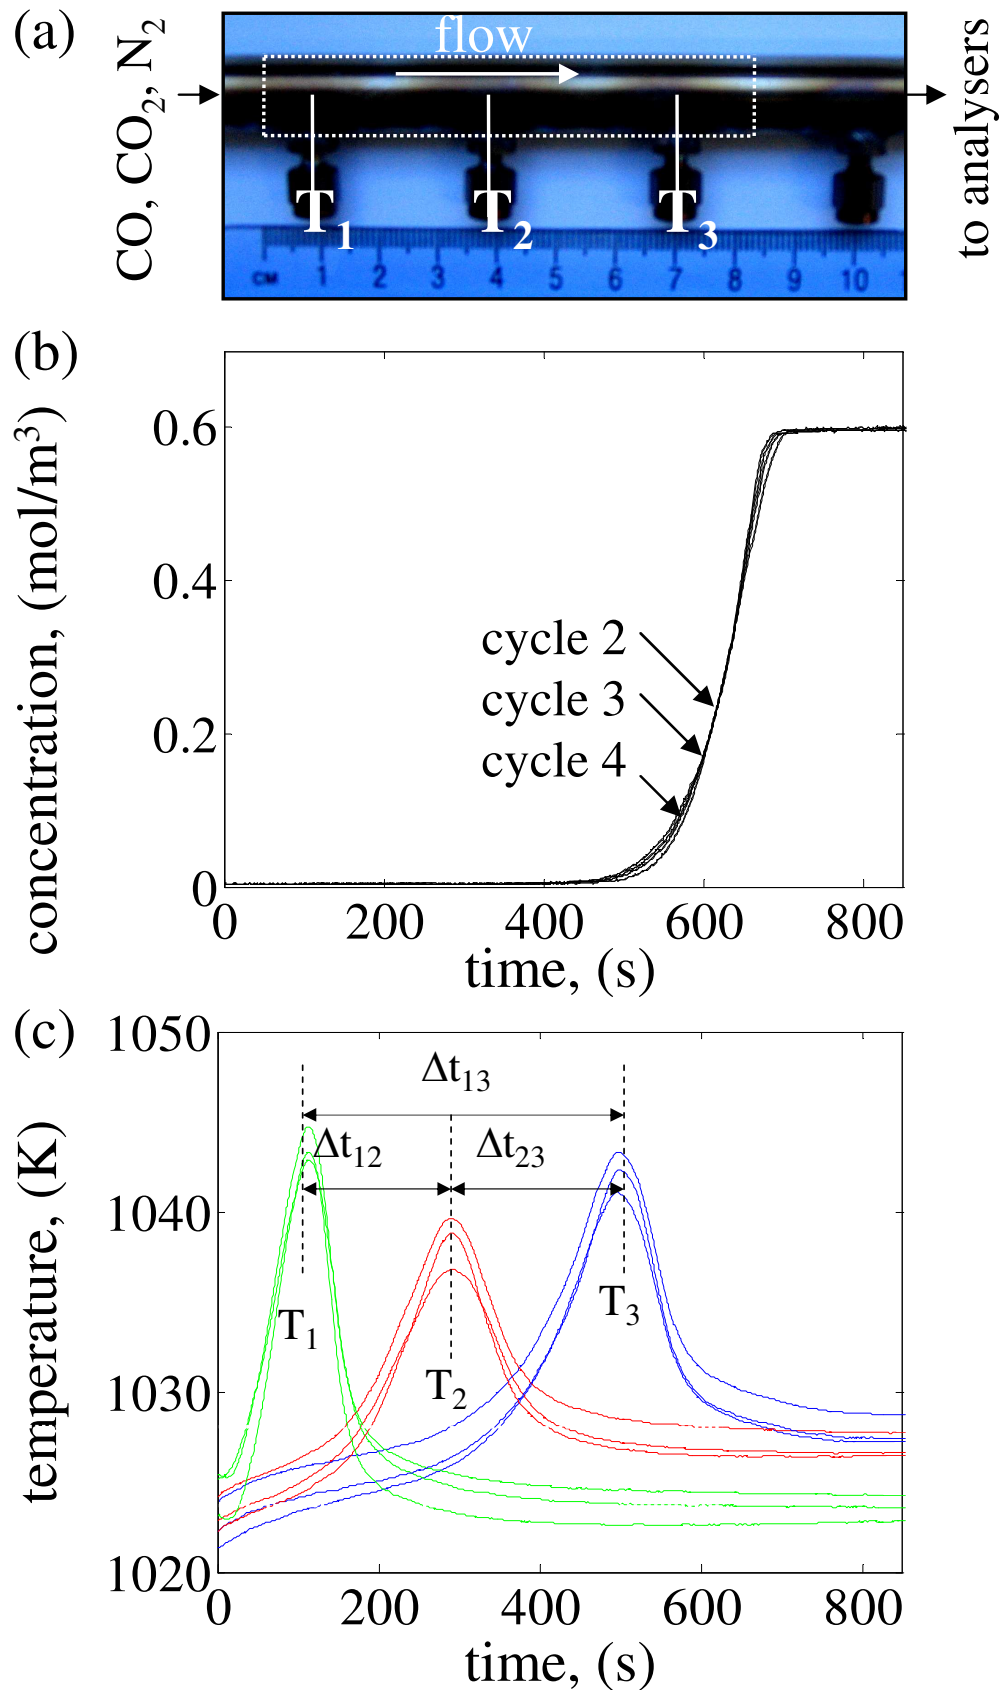 (a)
CO, CO2, N2
flow
to analysers
T1 T2 T3
CM 1 2 3 4 5 6 7 8 9 10
(b)
concentration, (mol/m³)
0.6
0.4
0.2
0
cycle 2
cycle 3
cycle 4
0 200 400 600 800
time, (s)
(c)
temperature, (K)
1050
1040
1030
1020
Δt13
Δt12 Δt23
T1
T2
T3
0 200 400 600 800
time, (s)